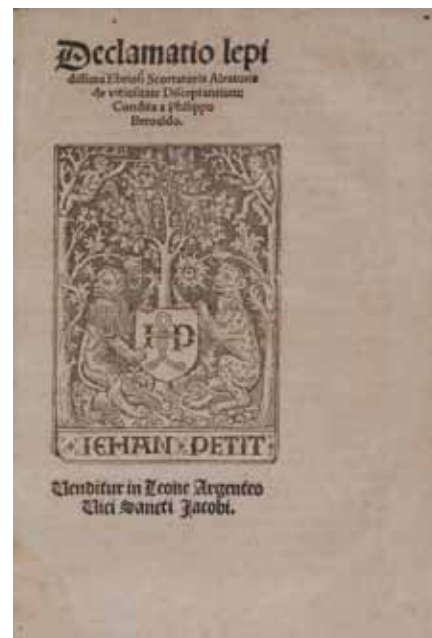 Declamatio lepi
dissima Ebriosi Scortatoris Aleatoris
de vitiositate Disceptantium;
Condita a Philippo
Beroaldo.
I P
IEHAN PETIT
Venditur in Leone Argenteo
Vici Sancti Jacobi.